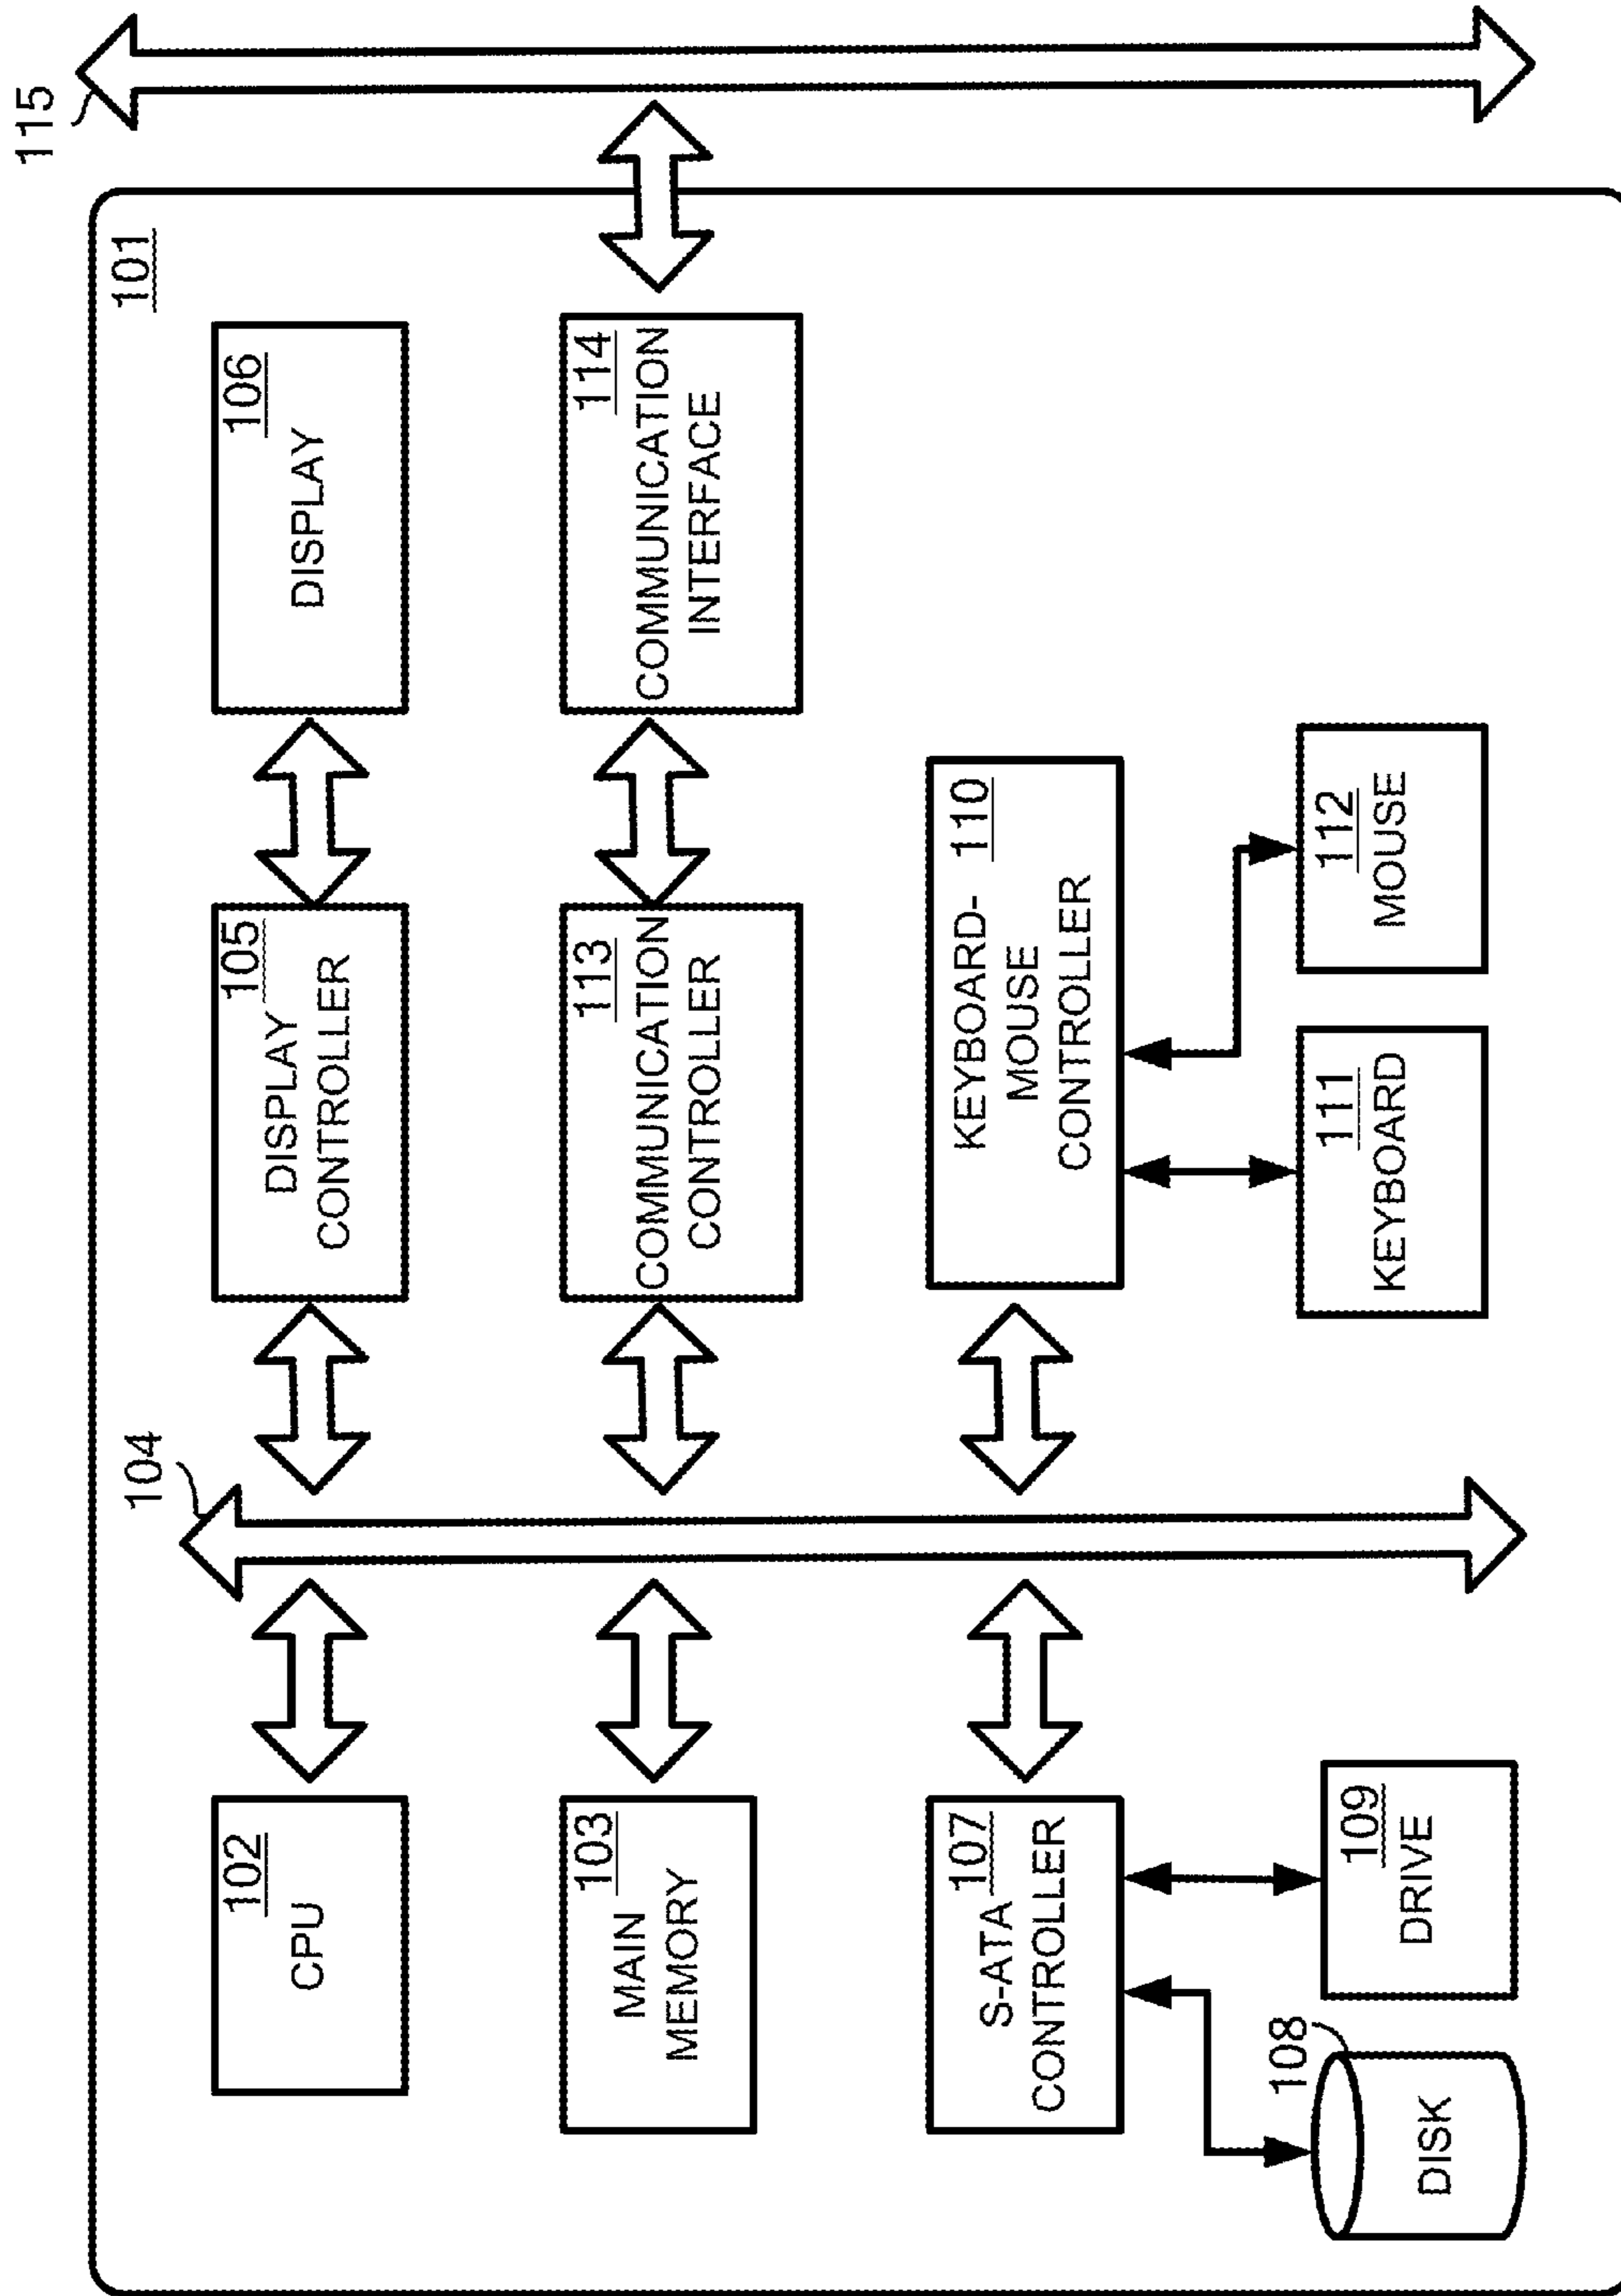 101
115
104
102
CPU
105
DISPLAY
CONTROLLER
106
DISPLAY
103
MAIN
MEMORY
113
COMMUNICATION
CONTROLLER
114
COMMUNICATION
INTERFACE
107
S-ATA
CONTROLLER
KEYBOARD- 110
MOUSE
CONTROLLER
108
DISK
109
DRIVE
111
KEYBOARD
112
MOUSE